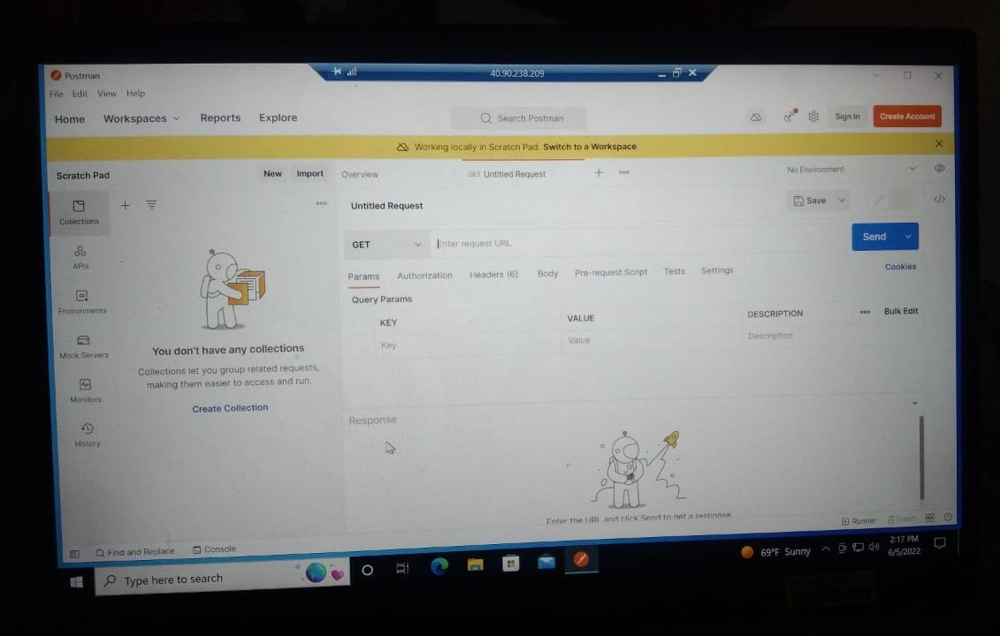 Postman
40.90.238.209
File Edit View Help
Home Workspaces Reports Explore
Search Postman
Sign In
Create Account
Working locally in Scratch Pad. Switch to a Workspace
Scratch Pad
New Import
Overview
GET Untitled Request
No Environment
Collections
APIs
Environments
Mock Servers
Monitors
History
You don't have any collections
Collections let you group related requests,
making them easier to access and run.
Create Collection
Untitled Request
Save
GET
Enter request URL
Send
Params Authorization Headers (6) Body Pre-request Script Tests Settings
Cookies
Query Params
KEY VALUE DESCRIPTION
Bulk Edit
Key Value Description
Response
Enter the URL and click Send to get a response
Find and Replace Console
Runner Trash
Type here to search
69°F Sunny
2:17 PM
6/5/2022